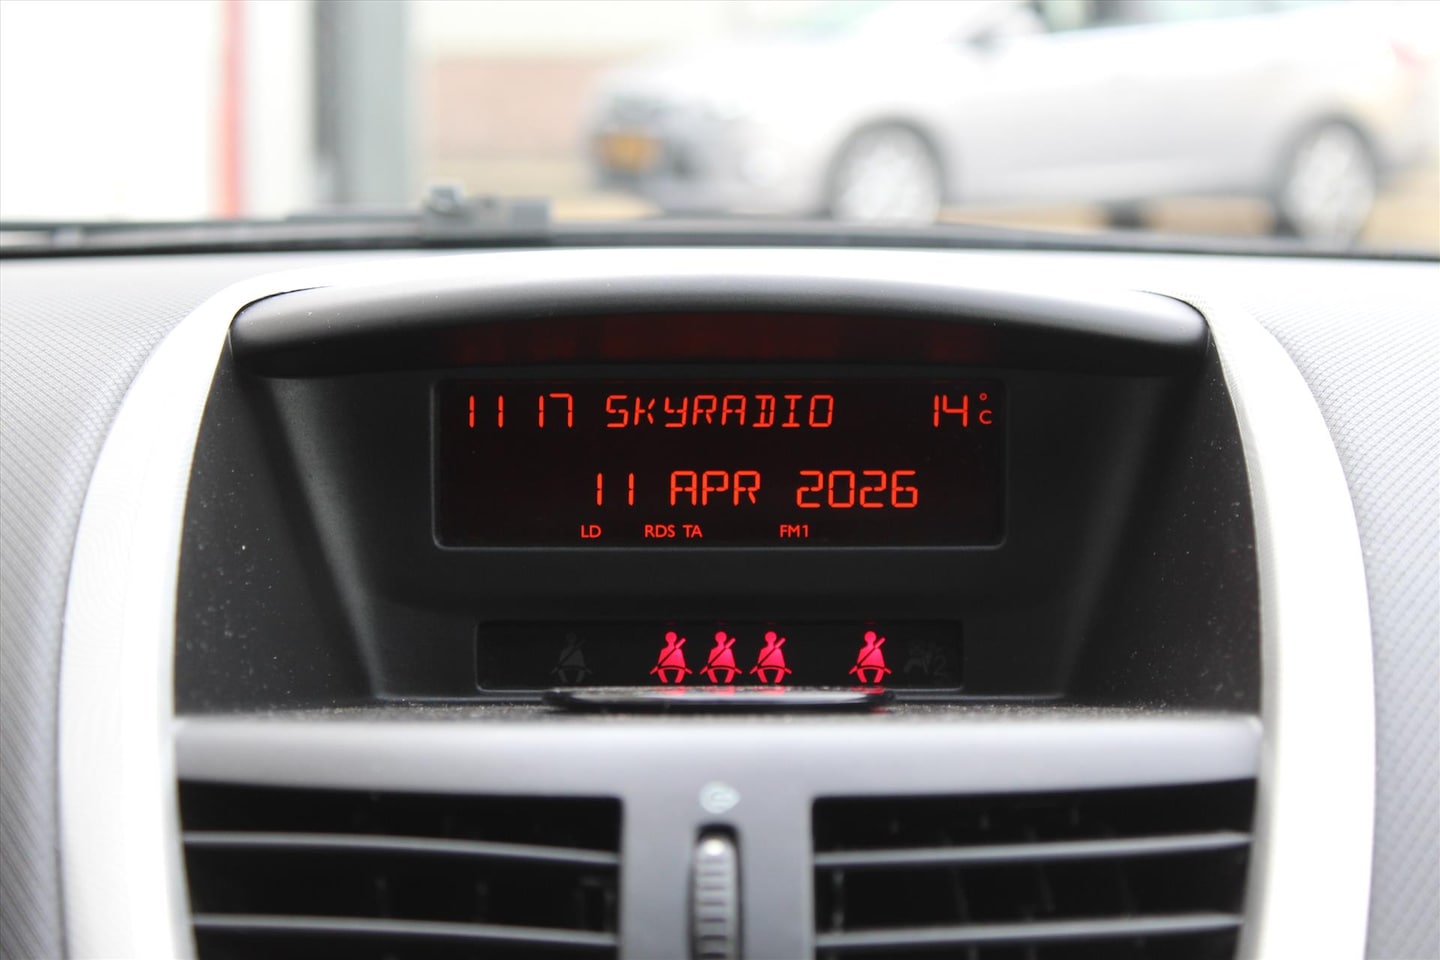 11 17 SKYRADIO 14 °C
11 APR 2026
LD RDS TA FM1